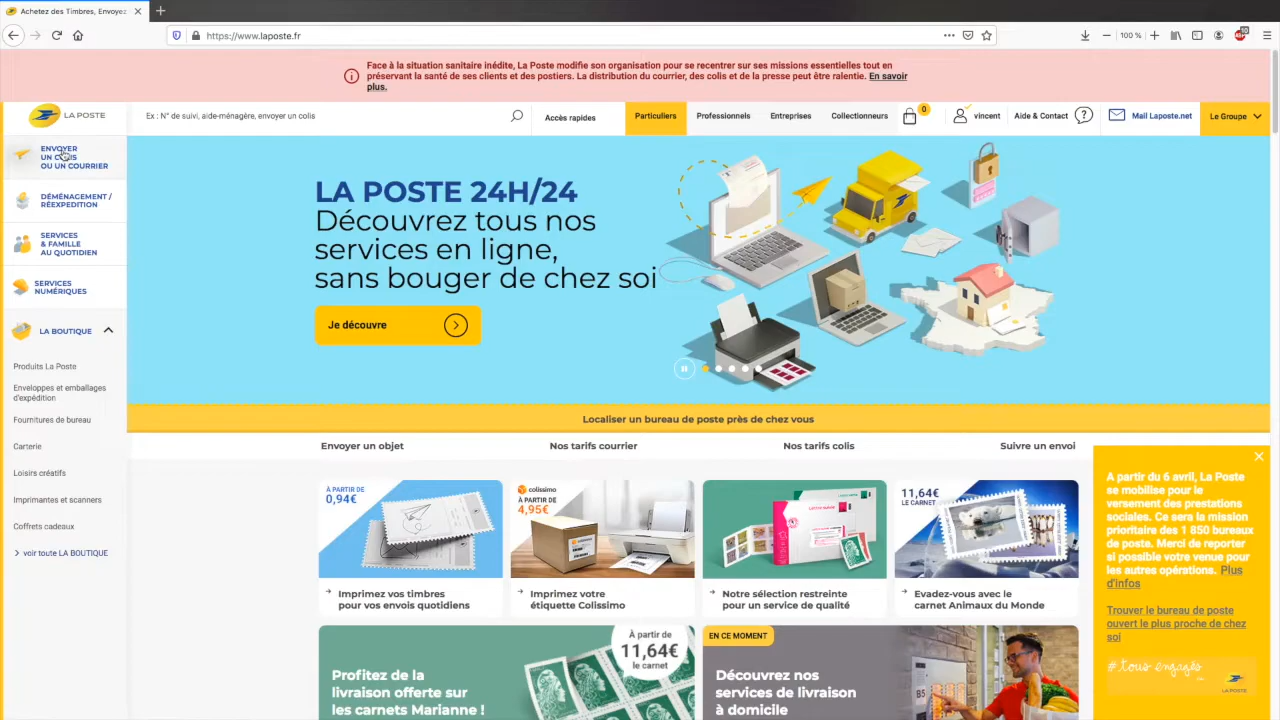 Achetez des Timbres, Envoyez
https://www.laposte.fr
100 %
Face à la situation sanitaire inédite, La Poste modifie son organisation pour se recentrer sur ses missions essentielles tout en
préservant la santé de ses clients et des postiers. La distribution du courrier, des colis et de la presse peut être ralentie. En savoir
plus.
LA POSTE
Ex : N° de suivi, aide-ménagère, envoyer un colis
Accès rapides
Particuliers
Professionnels
Entreprises
Collectionneurs
0
vincent
Aide & Contact
?
Mail Laposte.net
Le Groupe
ENVOYER
UN COLIS
OU UN COURRIER
DÉMÉNAGEMENT /
RÉEXPEDITION
SERVICES
& FAMILLE
AU QUOTIDIEN
SERVICES
NUMÉRIQUES
LA BOUTIQUE
Produits La Poste
Enveloppes et emballages
d'expédition
Fournitures de bureau
Carterie
Loisirs créatifs
Imprimantes et scanners
Coffrets cadeaux
voir toute LA BOUTIQUE
LA POSTE 24H/24
Découvrez tous nos
services en ligne,
sans bouger de chez soi
Je découvre
Localiser un bureau de poste près de chez vous
Envoyer un objet
Nos tarifs courrier
Nos tarifs colis
Suivre un envoi
À PARTIR DE
0,94€
Imprimez vos timbres
pour vos envois quotidiens
colissimo
À PARTIR DE
4,95€
Imprimez votre
étiquette Colissimo
Notre sélection restreinte
pour un service de qualité
11,64€
LE CARNET
Evadez-vous avec le
carnet Animaux du Monde
À partir de
11,64€
le carnet
Profitez de la
livraison offerte sur
les carnets Marianne !
EN CE MOMENT
Découvrez nos
services de livraison
à domicile
A partir du 6 avril, La Poste
se mobilise pour le
versement des prestations
sociales. Ce sera la mission
prioritaire des 1 850 bureaux
de poste. Merci de reporter
si possible votre venue pour
les autres opérations. Plus
d'infos
Trouver le bureau de poste
ouvert le plus proche de chez
soi
#tous engagés
LA POSTE